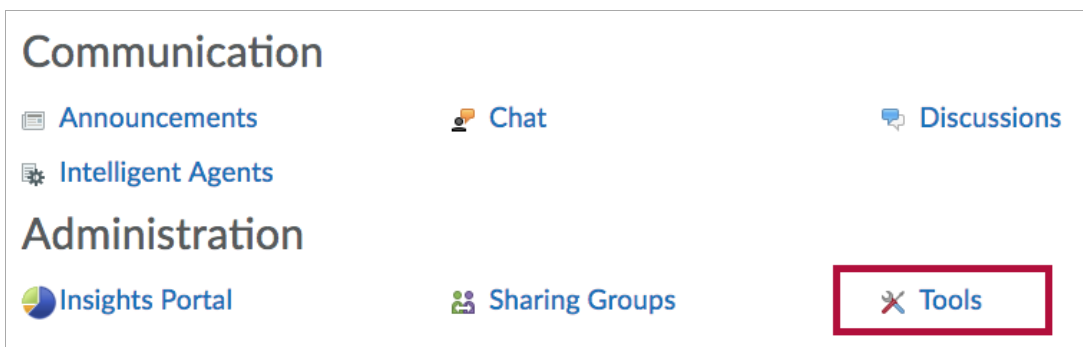 Communication
Announcements Chat Discussions
Intelligent Agents
Administration
Insights Portal Sharing Groups Tools